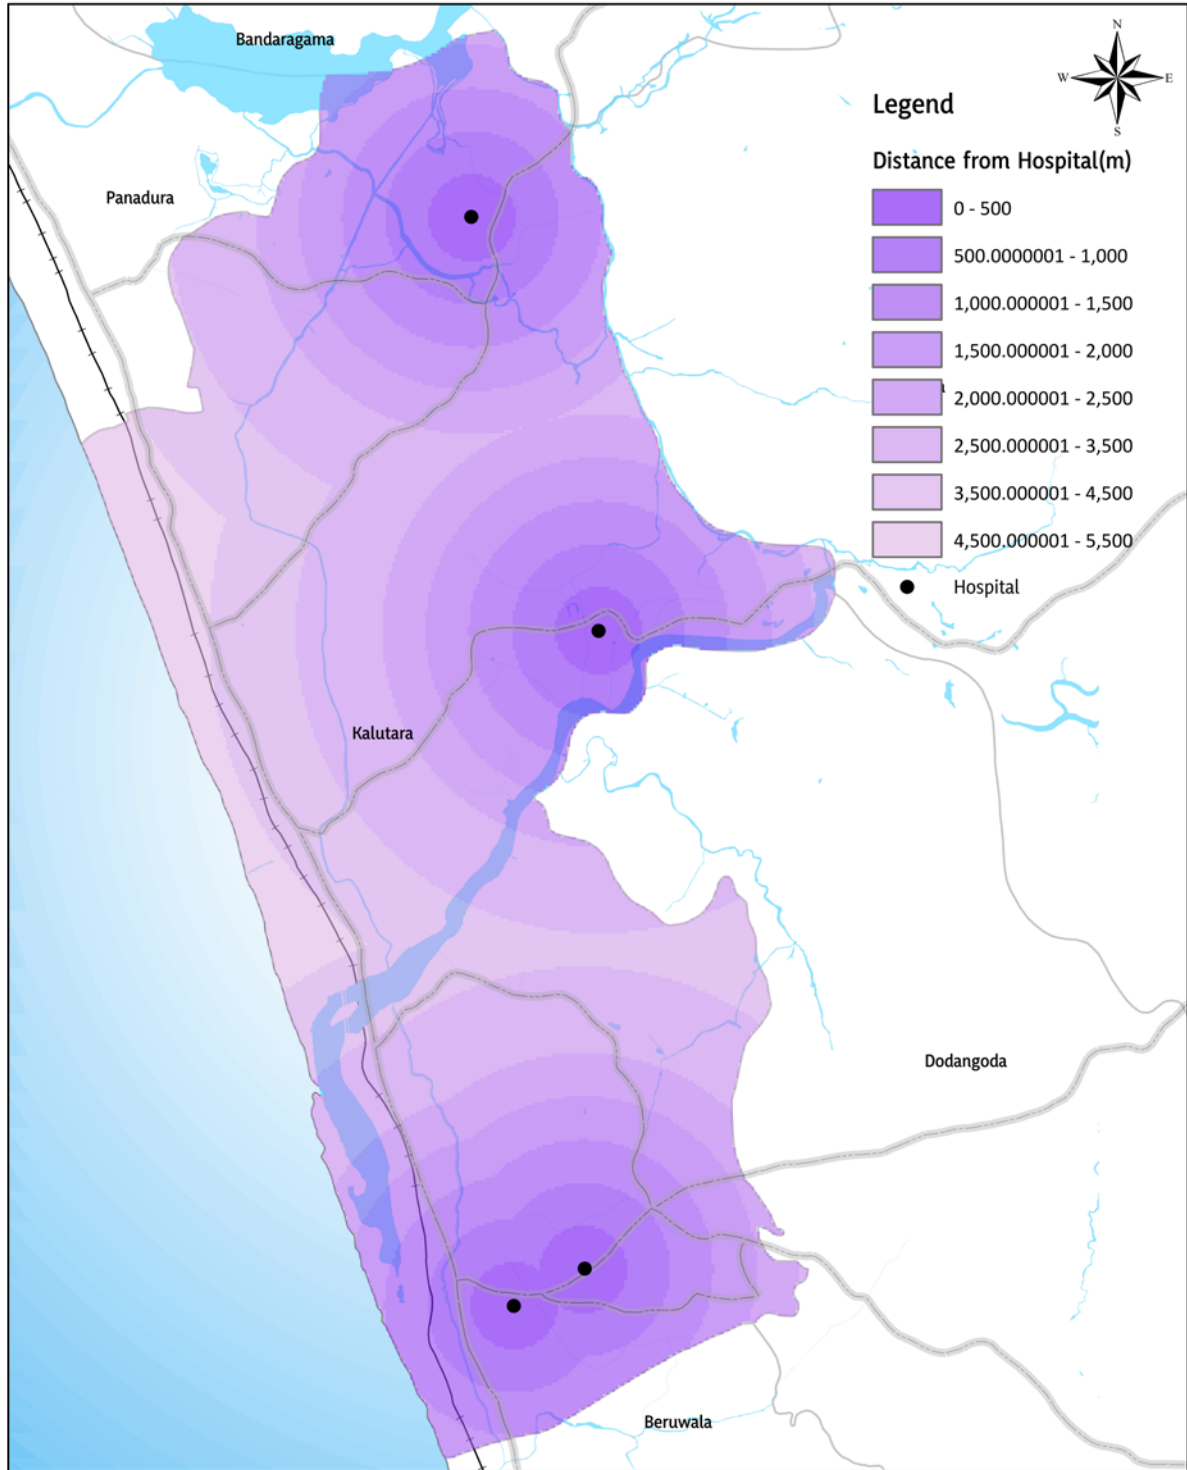 Bandaragama
N
W
E
S
Legend
Distance from Hospital(m)
Panadura
0 - 500
500.0000001 - 1,000
1,000.000001 - 1,500
1,500.000001 - 2,000
2,000.000001 - 2,500
2,500.000001 - 3,500
3,500.000001 - 4,500
4,500.000001 - 5,500
Hospital
Kalutara
Dodangoda
Beruwala